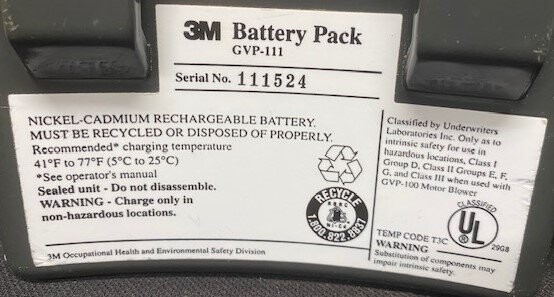 3M Battery Pack
GVP-111
Serial No. 111524
NICKEL-CADMIUM RECHARGEABLE BATTERY.
MUST BE RECYCLED OR DISPOSED OF PROPERLY.
Recommended* charging temperature
41°F to 77°F (5°C to 25°C)
*See operator's manual
Sealed unit - Do not disassemble.
WARNING - Charge only in
non-hazardous locations.
3M Occupational Health and Environmental Safety Division
RECYCLE
RBRC
Ni-Cd
1.800.822.8837
Classified by Underwriters
Laboratories Inc. Only as to
intrinsic safety for use in
hazardous locations, Class I
Group D, Class II Groups E, F,
G, and Class III when used with
GVP-100 Motor Blower
CLASSIFIED
UL
TEMP CODE T3C
29G8
WARNING
Substitution of components may
impair intrinsic safety.